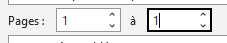 Pages : 1 à 1